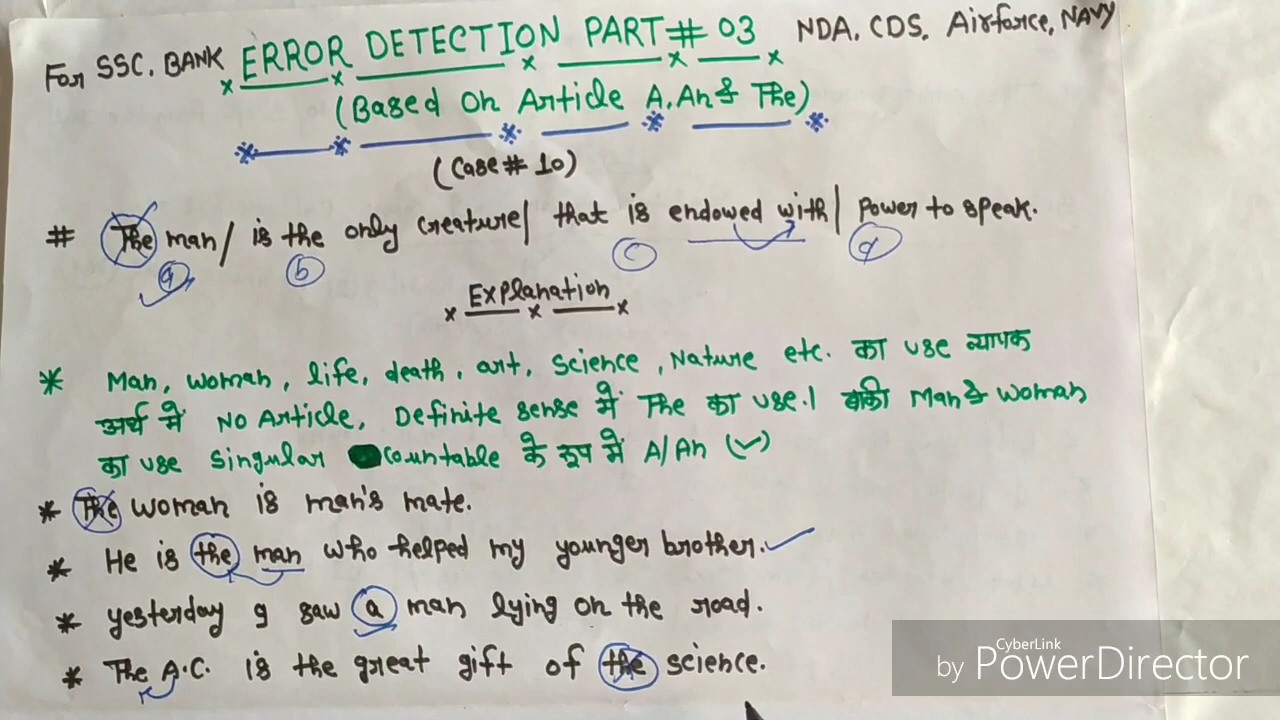 For SSC, BANK ERROR DETECTION PART # 03 NDA, CDS, Airforce, NAVY
(Based On Article A, An & The)
(Case # 10)
# The man/ is the only creature/ that is endowed with/ Power to speak.
a b c d
Explanation
* Man, woman, life, death, art, Science, Nature etc. का use व्यापक
अर्थ में No Article, Definite sense में The का use.। बाकी Man & woman
का use singular countable के रूप में A/An (✓)
* The woman is man's mate.
* He is the man who helped my younger brother.
* Yesterday I saw a man lying on the road.
* The A.C. is the great gift of the science.
CyberLink
by PowerDirector